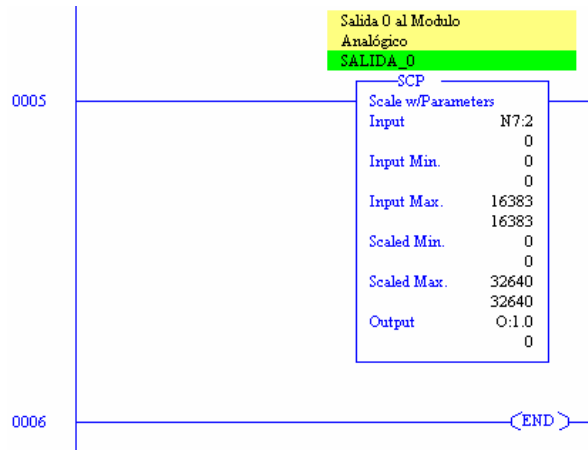 Salida 0 al Modulo
Analógico
SALIDA_0
SCP
0005
Scale w/Parameters
Input N7:2
0
Input Min. 0
0
Input Max. 16383
16383
Scaled Min. 0
0
Scaled Max. 32640
32640
Output O:1.0
0
0006
END